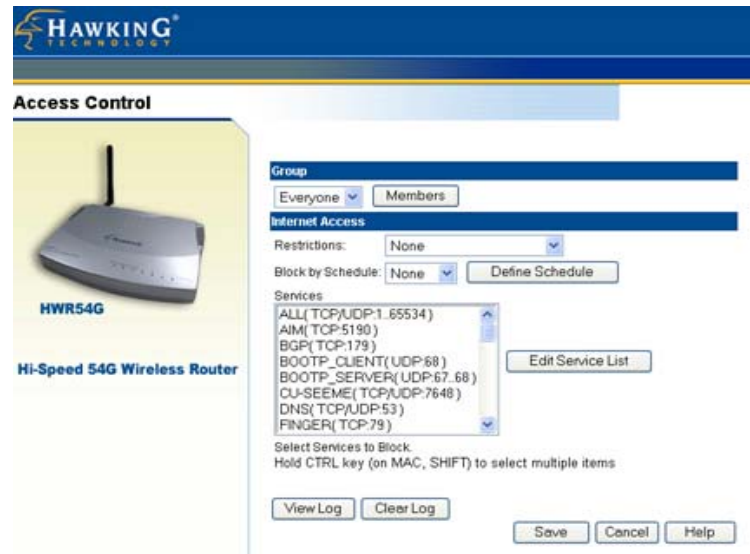 HAWKING®
TECHNOLOGY
Access Control
HWR54G
Hi-Speed 54G Wireless Router
Group
Everyone Members
Internet Access
Restrictions: None
Block by Schedule: None Define Schedule
Services
ALL(TCP/UDP:1..65534)
AIM(TCP:5190)
BGP(TCP:179)
BOOTP_CLIENT(UDP:68)
BOOTP_SERVER(UDP:67..68)
CU-SEEME(TCP/UDP:7648)
DNS(TCP/UDP:53)
FINGER(TCP:79)
Edit Service List
Select Services to Block.
Hold CTRL key (on MAC, SHIFT) to select multiple items
View Log Clear Log
Save Cancel Help